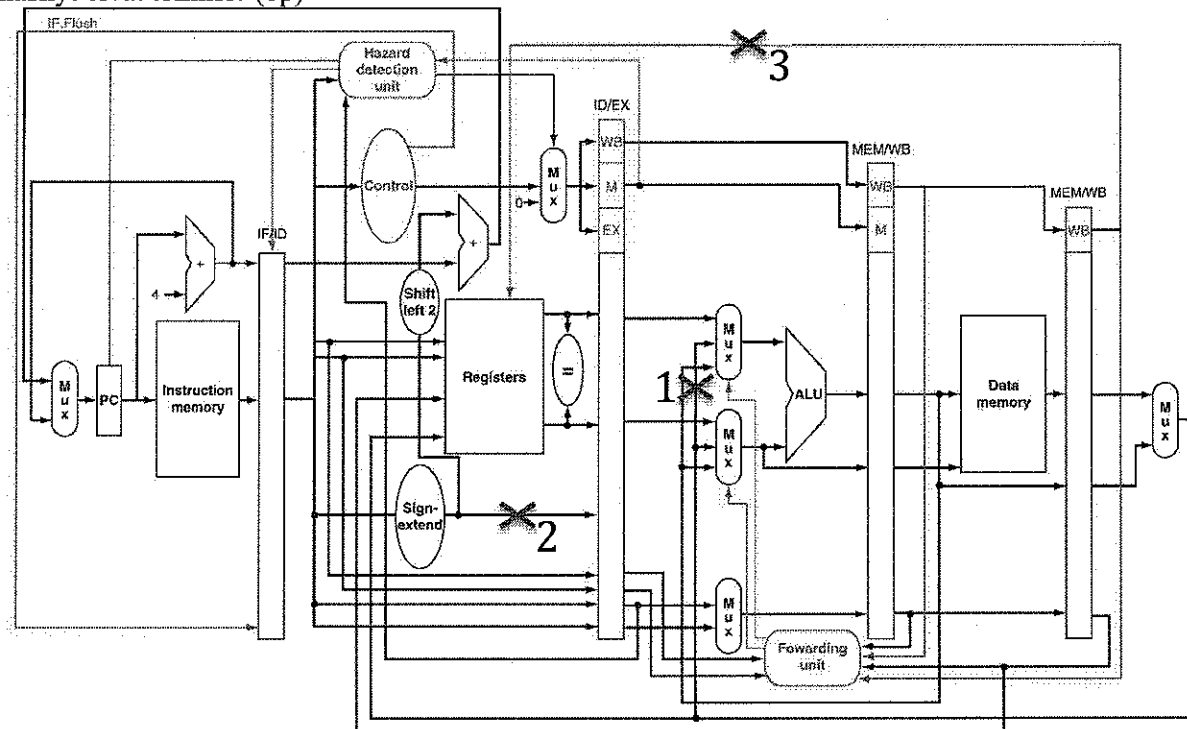 IF.Flush
3
Hazard
detection
unit
ID/EX
WB
MEM/WB
Control
M
u
x
M
WB
MEM/WB
0
EX
M
WB
IF/ID
+
+
4
Shift
left 2
M
u
x
Registers
=
M
u
x
PC
Instruction
memory
1
ALU
Data
memory
M
u
x
M
u
x
Sign-
extend
2
M
u
x
Fowarding
unit